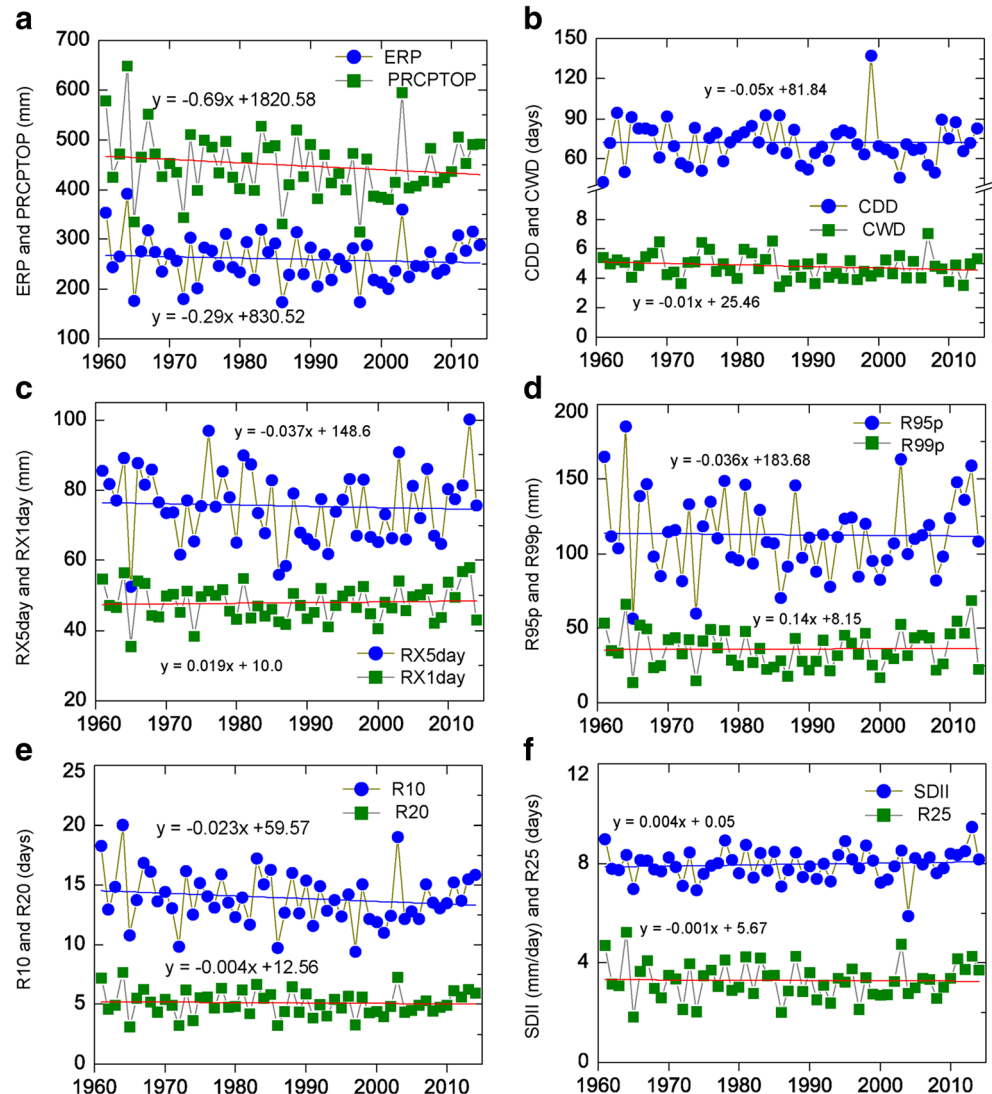 a
700
600
500
400
300
200
100
ERP and PRCPTOP (mm)
ERP
PRCPTOP
y = -0.69x +1820.58
y = -0.29x +830.52
1960 1970 1980 1990 2000 2010
b
150
120
90
60
8
6
4
2
0
CDD and CWD (days)
y = -0.05x +81.84
CDD
CWD
y = -0.01x + 25.46
1960 1970 1980 1990 2000 2010
c
100
80
60
40
20
RX5day and RX1day (mm)
y = -0.037x + 148.6
y = 0.019x + 10.0
RX5day
RX1day
1960 1970 1980 1990 2000 2010
d
200
150
100
50
0
R95p and R99p (mm)
R95p
R99p
y = -0.036x +183.68
y = 0.14x +8.15
1960 1970 1980 1990 2000 2010
e
25
20
15
10
5
0
R10 and R20 (days)
R10
R20
y = -0.023x +59.57
y = -0.004x +12.56
1960 1970 1980 1990 2000 2010
f
12
8
4
0
SDII (mm/day) and R25 (days)
SDII
R25
y = 0.004x + 0.05
y = -0.001x + 5.67
1960 1970 1980 1990 2000 2010